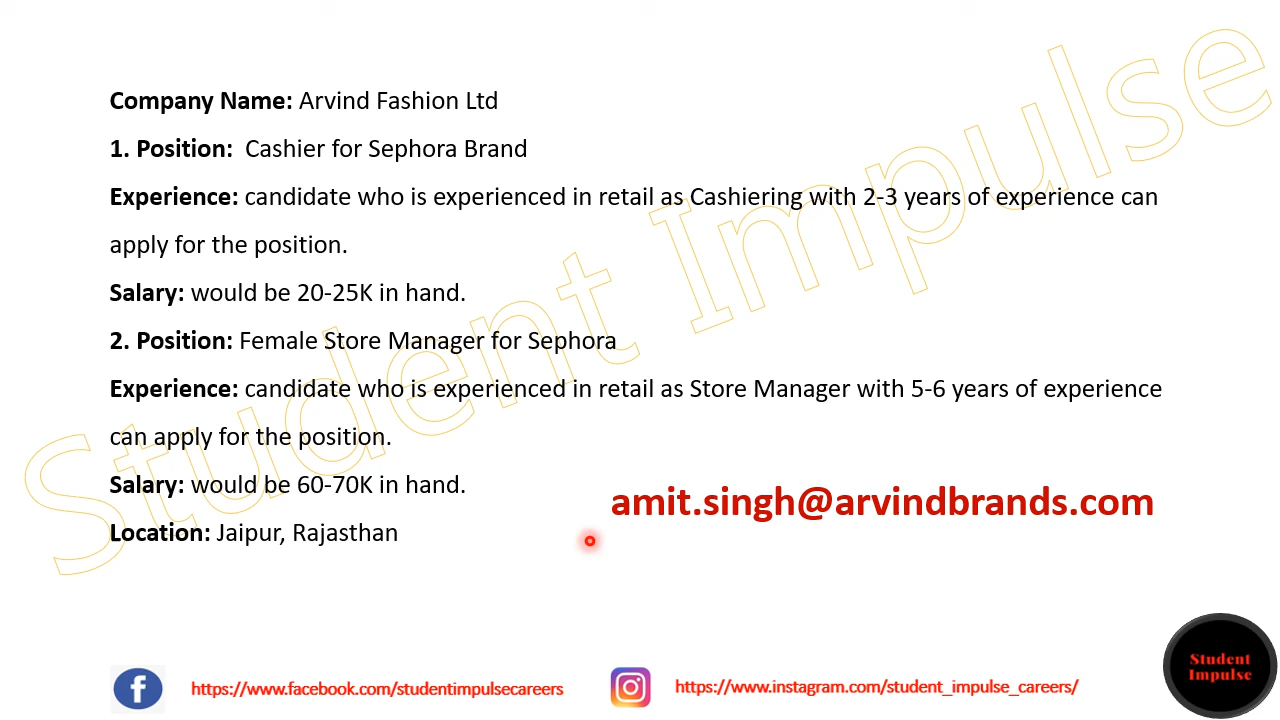 Company Name: Arvind Fashion Ltd
1. Position: Cashier for Sephora Brand
Experience: candidate who is experienced in retail as Cashiering with 2-3 years of experience can
apply for the position.
Salary: would be 20-25K in hand.
2. Position: Female Store Manager for Sephora
Experience: candidate who is experienced in retail as Store Manager with 5-6 years of experience
can apply for the position.
Salary: would be 60-70K in hand.
amit.singh@arvindbrands.com
Location: Jaipur, Rajasthan
Student Impulse
https://www.facebook.com/studentimpulsecareers
https://www.instagram.com/student_impulse_careers/
Student
Impulse